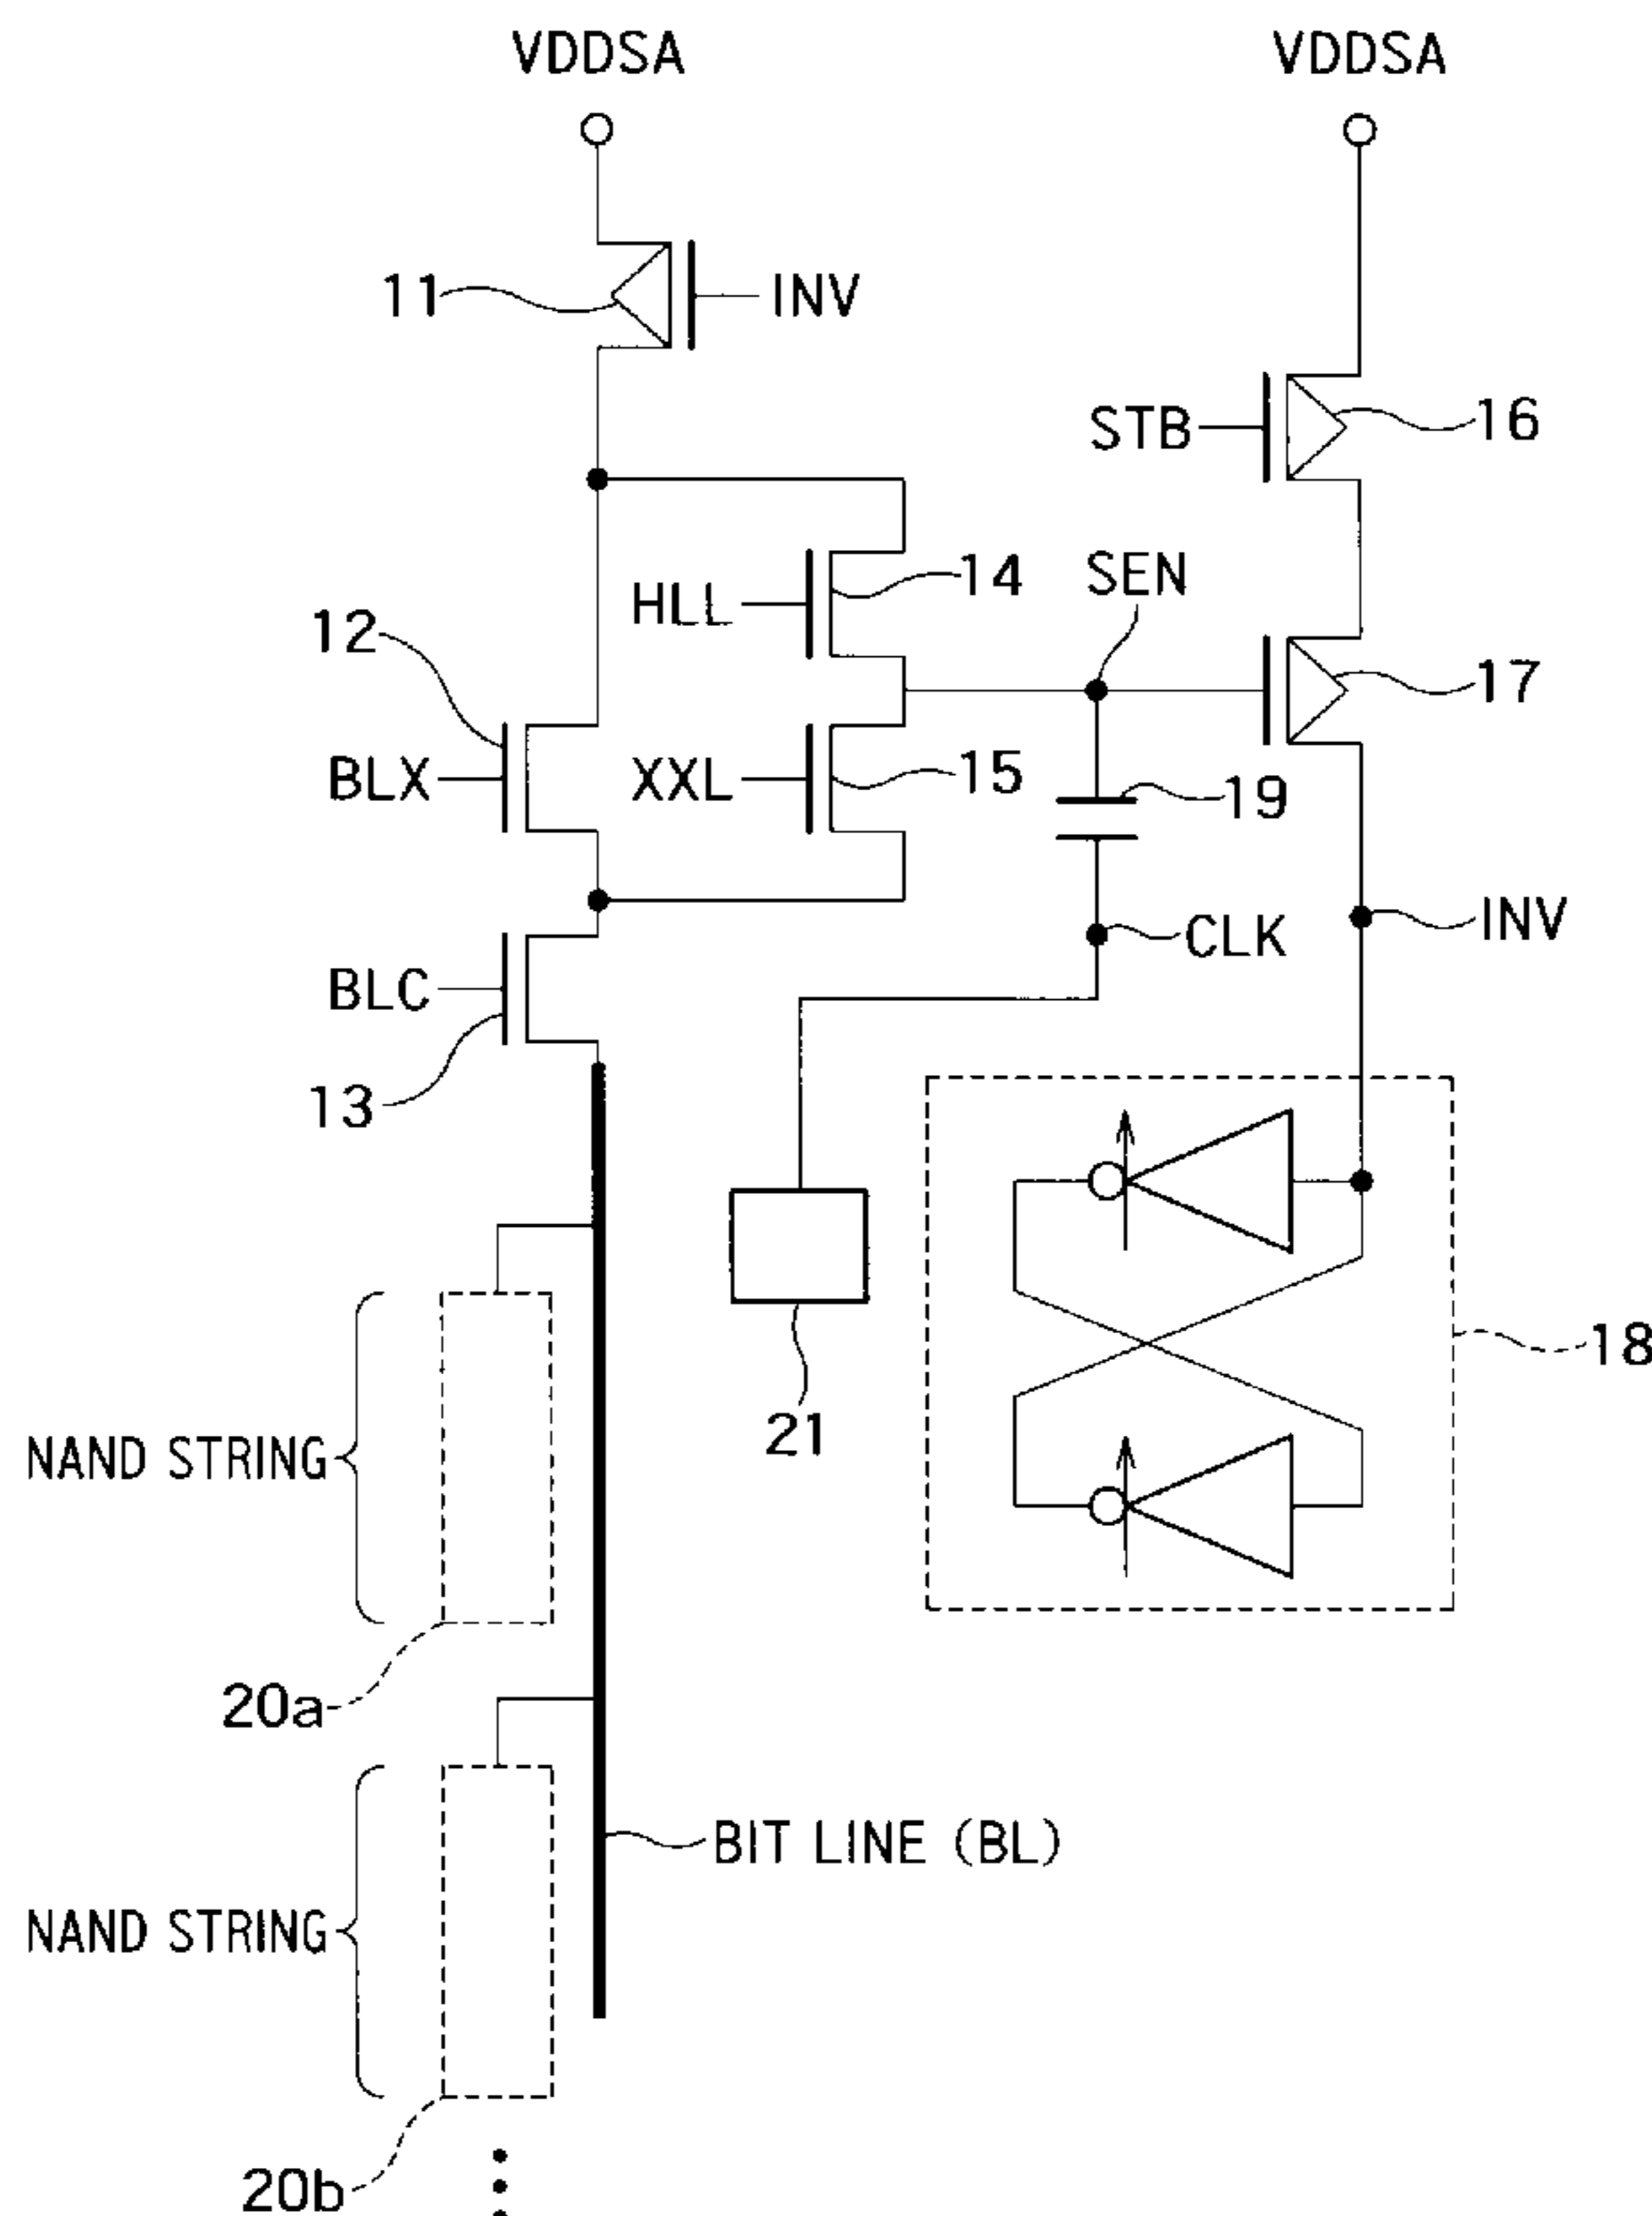 VDDSA VDDSA
11 INV
STB 16
HLL 14 SEN
12
17
BLX XXL 15 19
INV
CLK
BLC
13
18
21
NAND STRING
20a
BIT LINE (BL)
NAND STRING
20b